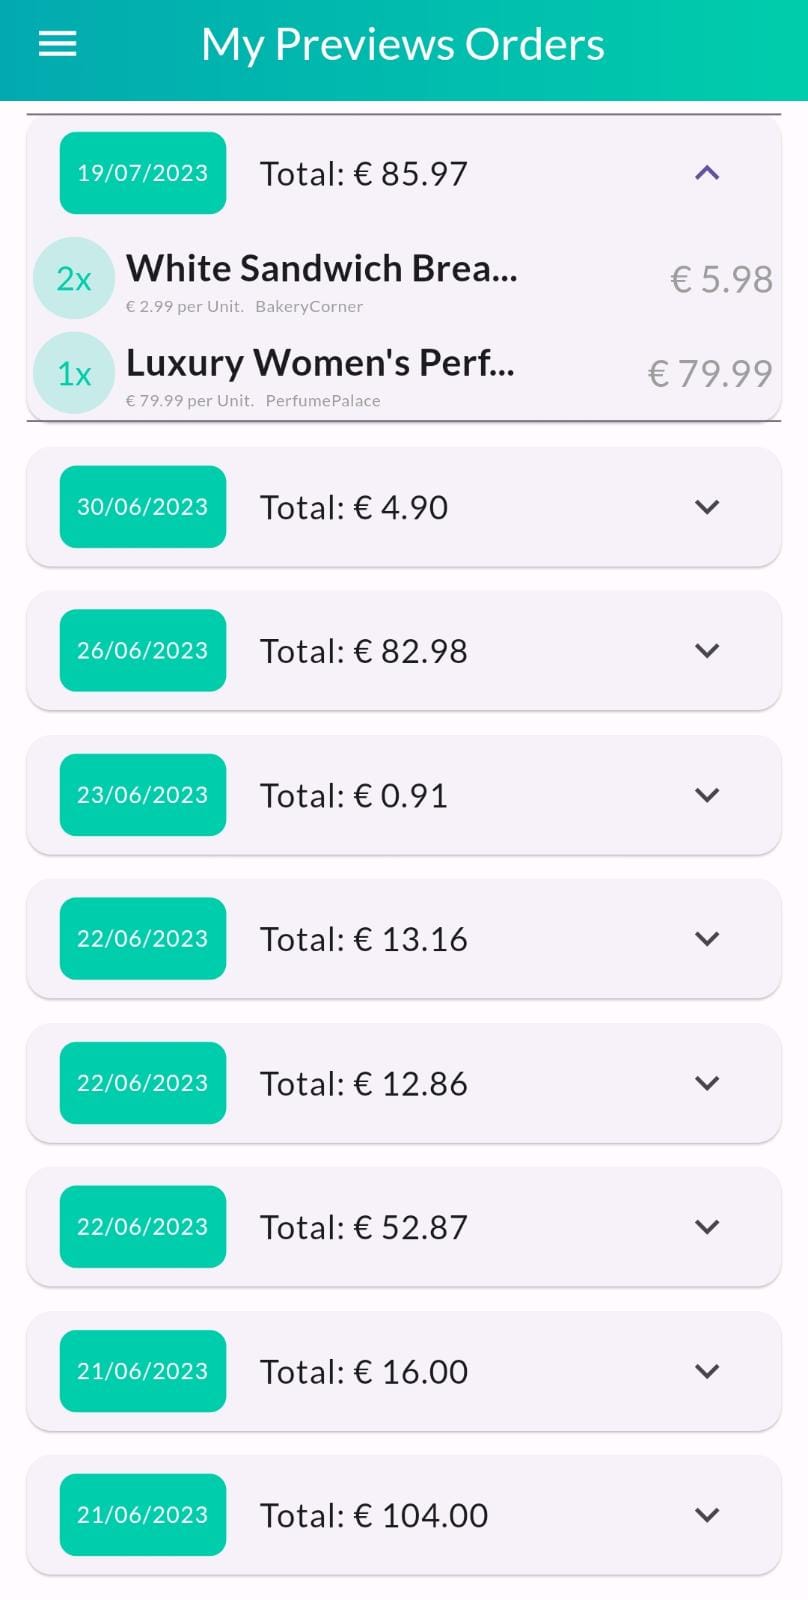 My Previews Orders
19/07/2023 Total: € 85.97
2x White Sandwich Brea... € 5.98
€ 2.99 per Unit. BakeryCorner
1x Luxury Women's Perf... € 79.99
€ 79.99 per Unit. PerfumePalace
30/06/2023 Total: € 4.90
26/06/2023 Total: € 82.98
23/06/2023 Total: € 0.91
22/06/2023 Total: € 13.16
22/06/2023 Total: € 12.86
22/06/2023 Total: € 52.87
21/06/2023 Total: € 16.00
21/06/2023 Total: € 104.00